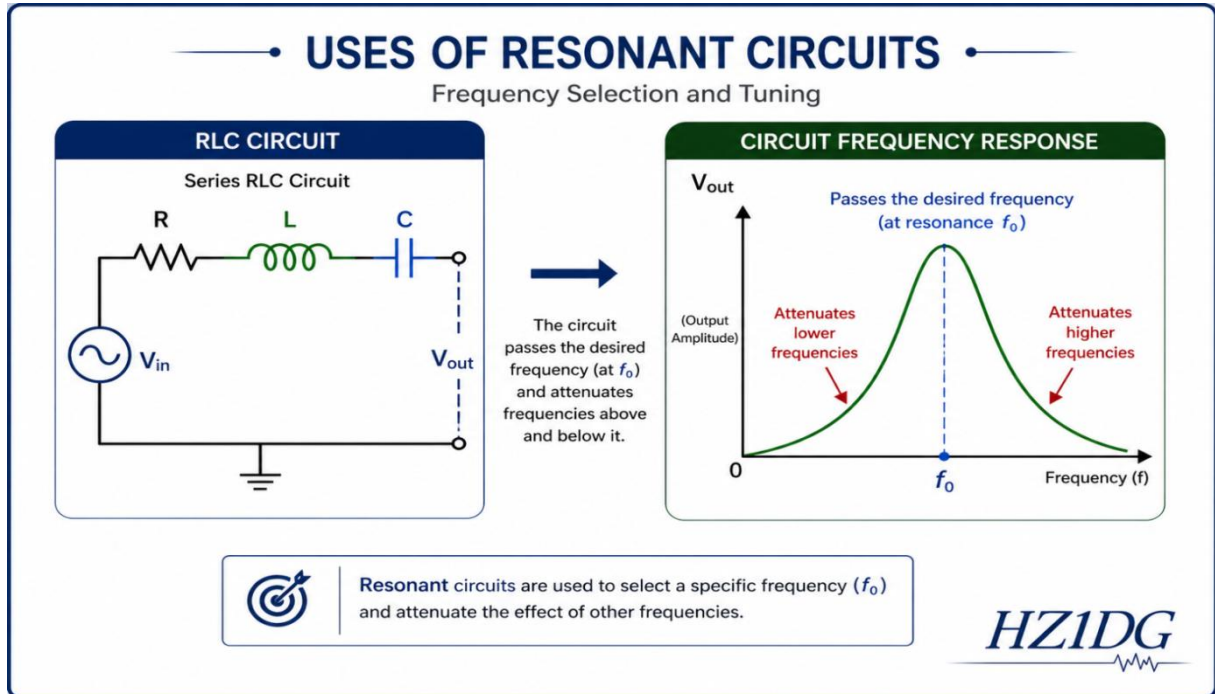 USES OF RESONANT CIRCUITS
Frequency Selection and Tuning
RLC CIRCUIT
Series RLC Circuit
R
L
C
Vin
Vout
The circuit
passes the desired
frequency (at f0)
and attenuates
frequencies above
and below it.
CIRCUIT FREQUENCY RESPONSE
Vout
Passes the desired frequency
(at resonance f0)
(Output
Amplitude)
Attenuates
lower
frequencies
Attenuates
higher
frequencies
0
f0
Frequency (f)
Resonant circuits are used to select a specific frequency (f0)
and attenuate the effect of other frequencies.
HZ1DG